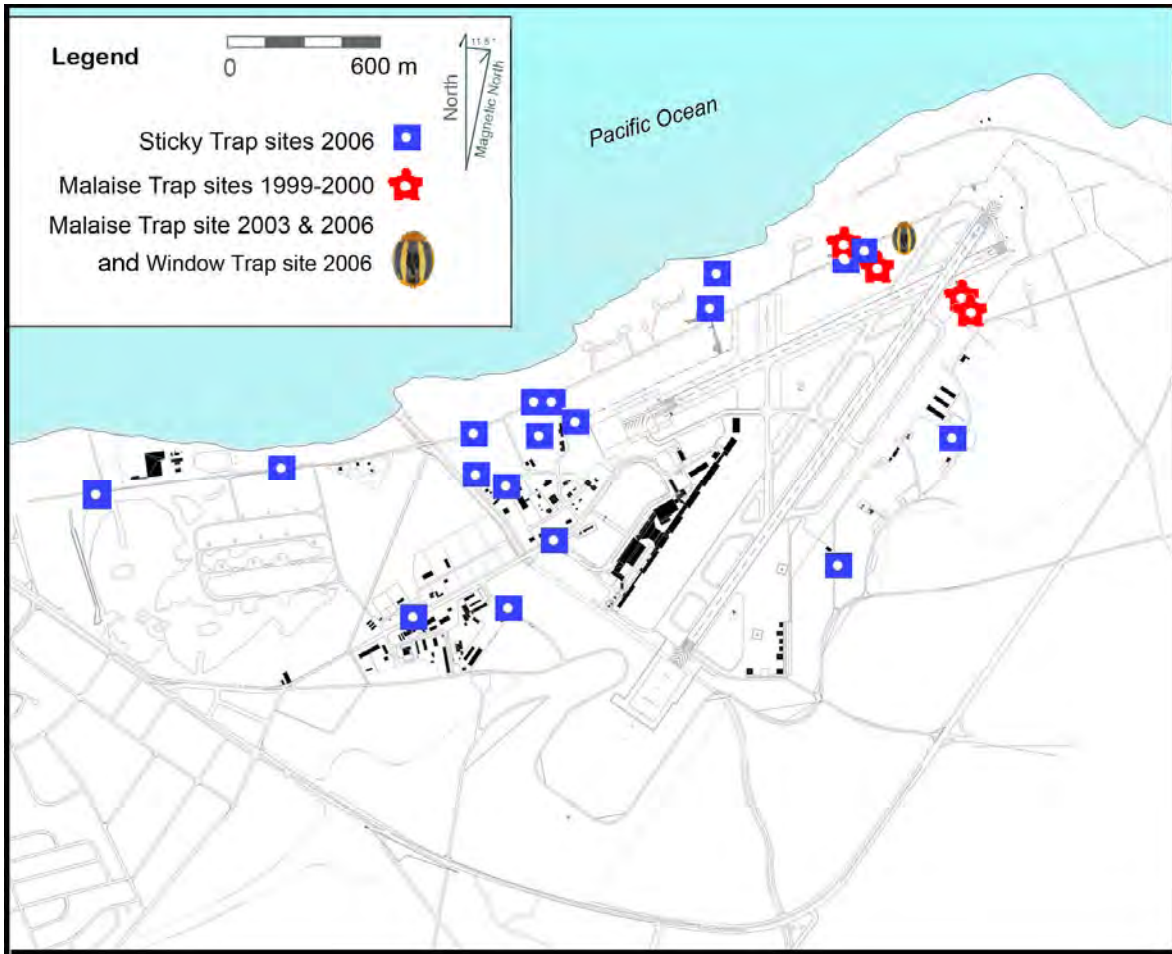 Legend
0
600 m
North
11.5°
Magnetic North
Sticky Trap sites 2006
Malaise Trap sites 1999-2000
Malaise Trap site 2003 & 2006
and Window Trap site 2006
Pacific Ocean